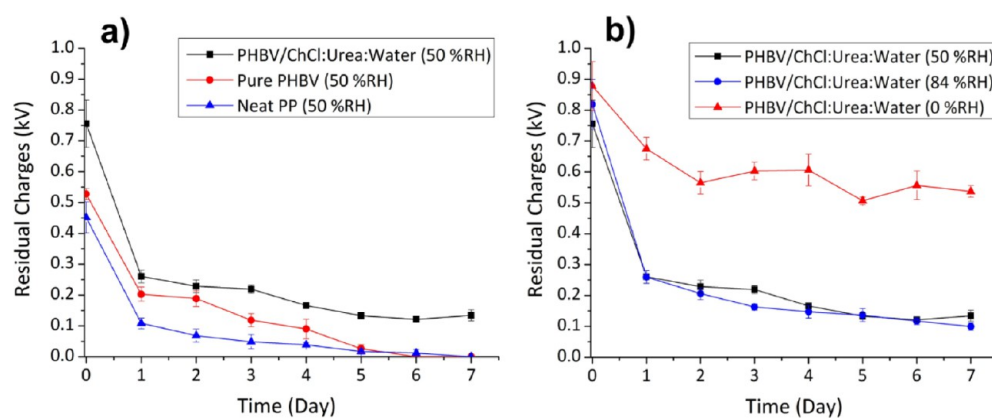 a)
PHBV/ChCl:Urea:Water (50 %RH)
Pure PHBV (50 %RH)
Neat PP (50 %RH)
1.0
0.9
0.8
0.7
0.6
0.5
0.4
0.3
0.2
0.1
0.0
Residual Charges (kV)
0 1 2 3 4 5 6 7
Time (Day)
b)
PHBV/ChCl:Urea:Water (50 %RH)
PHBV/ChCl:Urea:Water (84 %RH)
PHBV/ChCl:Urea:Water (0 %RH)
1.0
0.9
0.8
0.7
0.6
0.5
0.4
0.3
0.2
0.1
0.0
Residual Charges (kV)
0 1 2 3 4 5 6 7
Time (Day)